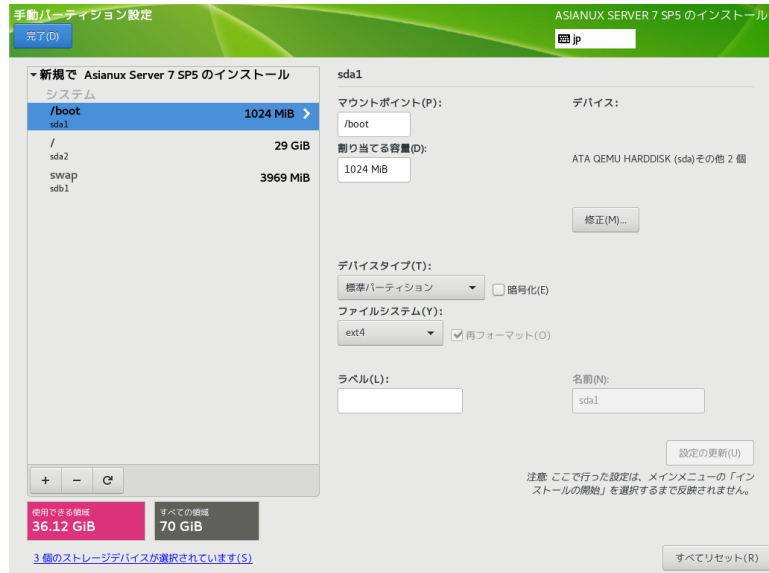 手動パーティション設定
完了(D)
ASIANUX SERVER 7 SP5 のインストール
jp
新規で Asianux Server 7 SP5 のインストール
システム
/boot
1024 MiB
sda1
/
29 GiB
sda2
swap
3969 MiB
sdb1
+ − 
使用できる領域
36.12 GiB
すべての領域
70 GiB
3 個のストレージデバイスが選択されています(S)
sda1
マウントポイント(P):
/boot
割り当てる容量(D):
1024 MiB
デバイス:
ATA QEMU HARDDISK (sda)その他 2 個
修正(M)...
デバイスタイプ(T):
標準パーティション
暗号化(E)
ファイルシステム(Y):
ext4
再フォーマット(O)
ラベル(L):
名前(N):
sda1
設定の更新(U)
注意: ここで行った設定は、メインメニューの「イン
ストールの開始」を選択するまで反映されません。
すべてリセット(R)